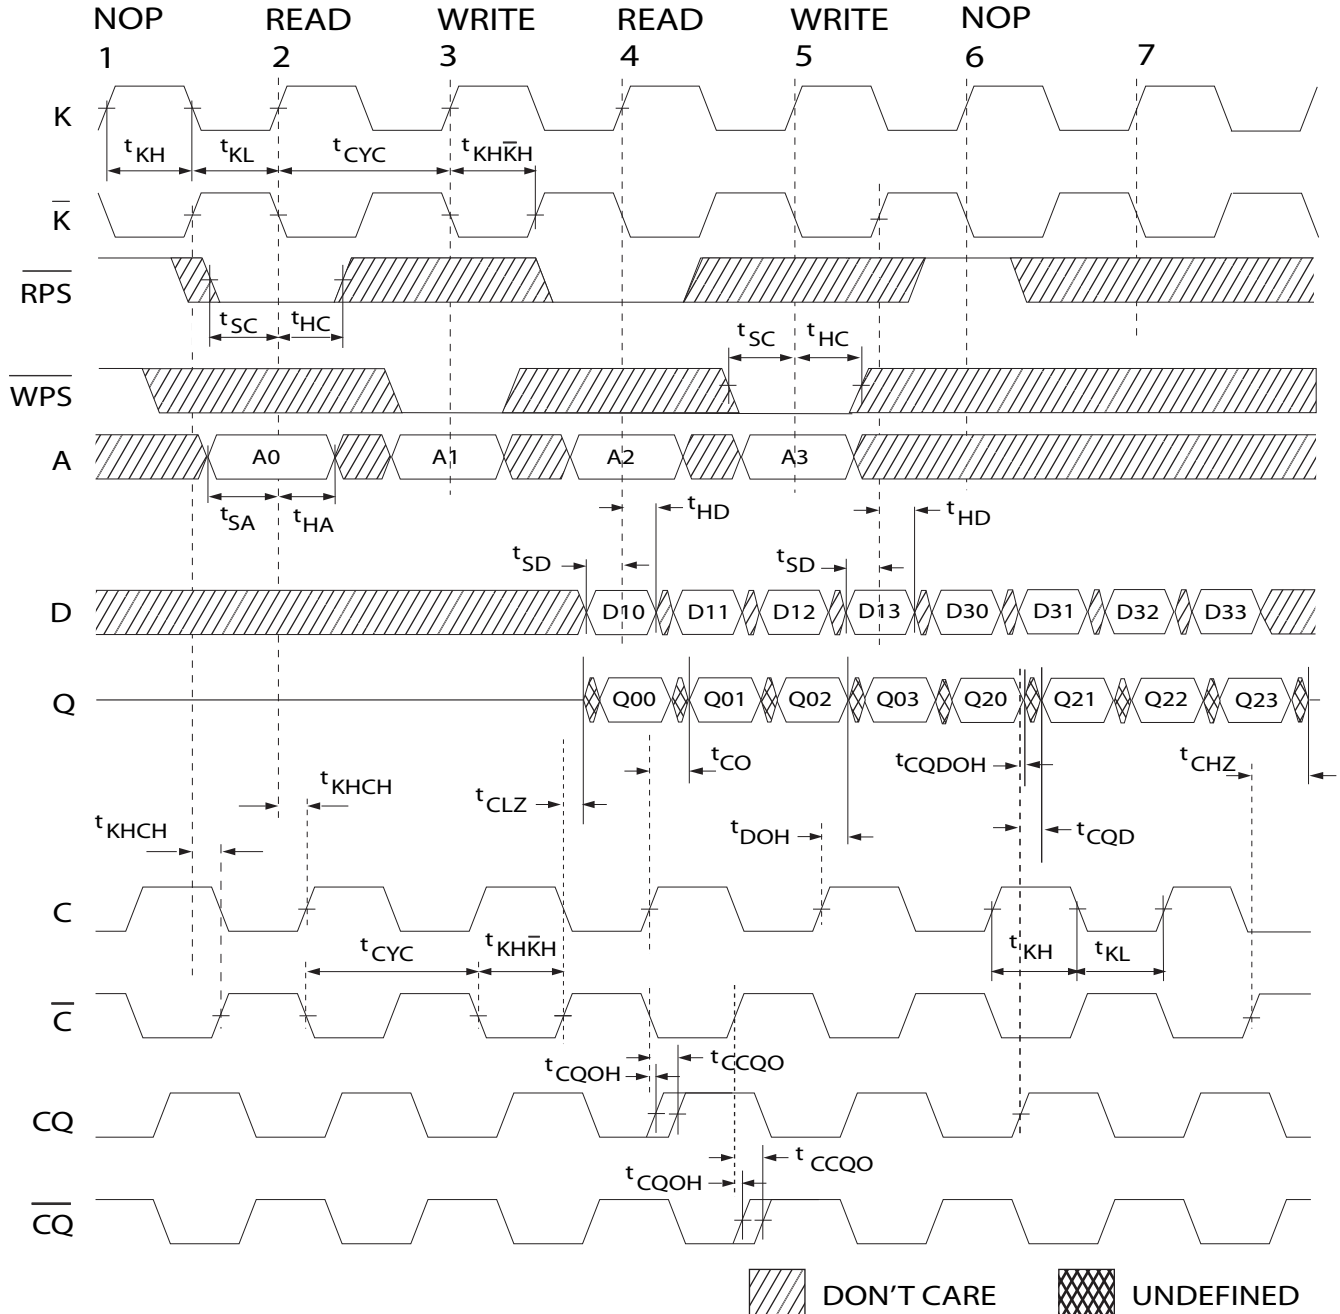 NOP READ WRITE READ WRITE NOP
1 2 3 4 5 6 7
K
tKH tKL tCYC tKHK̅H
K̅
R̅P̅S̅
tSC tHC
tSC tHC
W̅P̅S̅
A A0 A1 A2 A3
tSA tHA
tHD tHD
tSD tSD
D D10 D11 D12 D13 D30 D31 D32 D33
Q Q00 Q01 Q02 Q03 Q20 Q21 Q22 Q23
tCO tCQDOH tCHZ
tKHCH tCLZ
tKHCH tDOH tCQD
C
tCYC tKHK̅H tKH tKL
C̅
tCQOH tCCQO
CQ
tCQOH tCCQO
C̅Q̅
DON'T CARE UNDEFINED